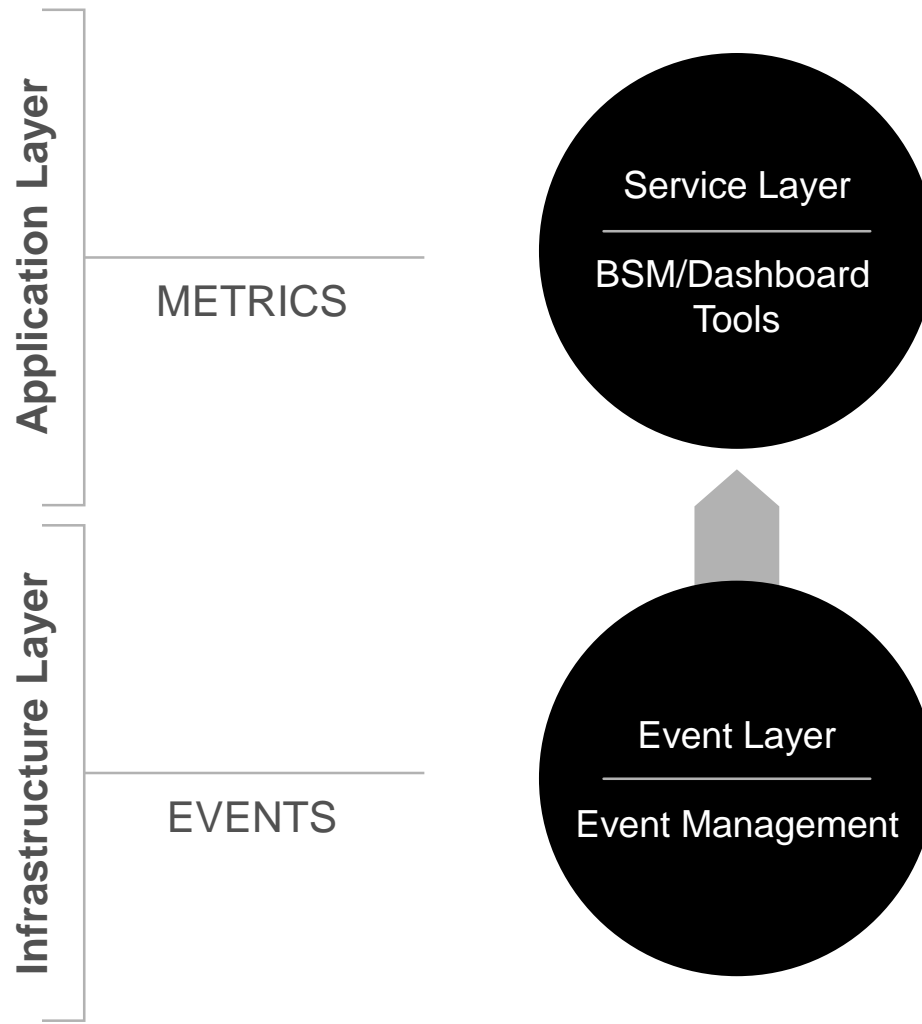 Application Layer
METRICS
Service Layer
BSM/Dashboard
Tools
Infrastructure Layer
EVENTS
Event Layer
Event Management